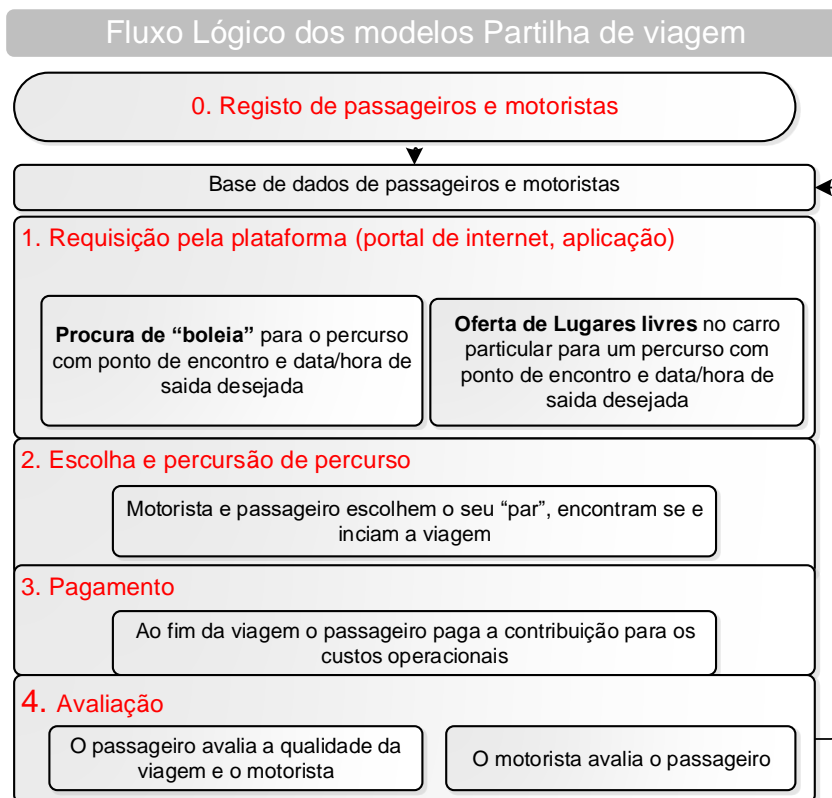 Fluxo Lógico dos modelos Partilha de viagem
0. Registo de passageiros e motoristas
Base de dados de passageiros e motoristas
1. Requisição pela plataforma (portal de internet, aplicação)
Procura de “boleia” para o percurso
com ponto de encontro e data/hora de
saida desejada
Oferta de Lugares livres no carro
particular para um percurso com
ponto de encontro e data/hora de
saida desejada
2. Escolha e percursão de percurso
Motorista e passageiro escolhem o seu “par”, encontram se e
inciam a viagem
3. Pagamento
Ao fim da viagem o passageiro paga a contribuição para os
custos operacionais
4. Avaliação
O passageiro avalia a qualidade da
viagem e o motorista
O motorista avalia o passageiro